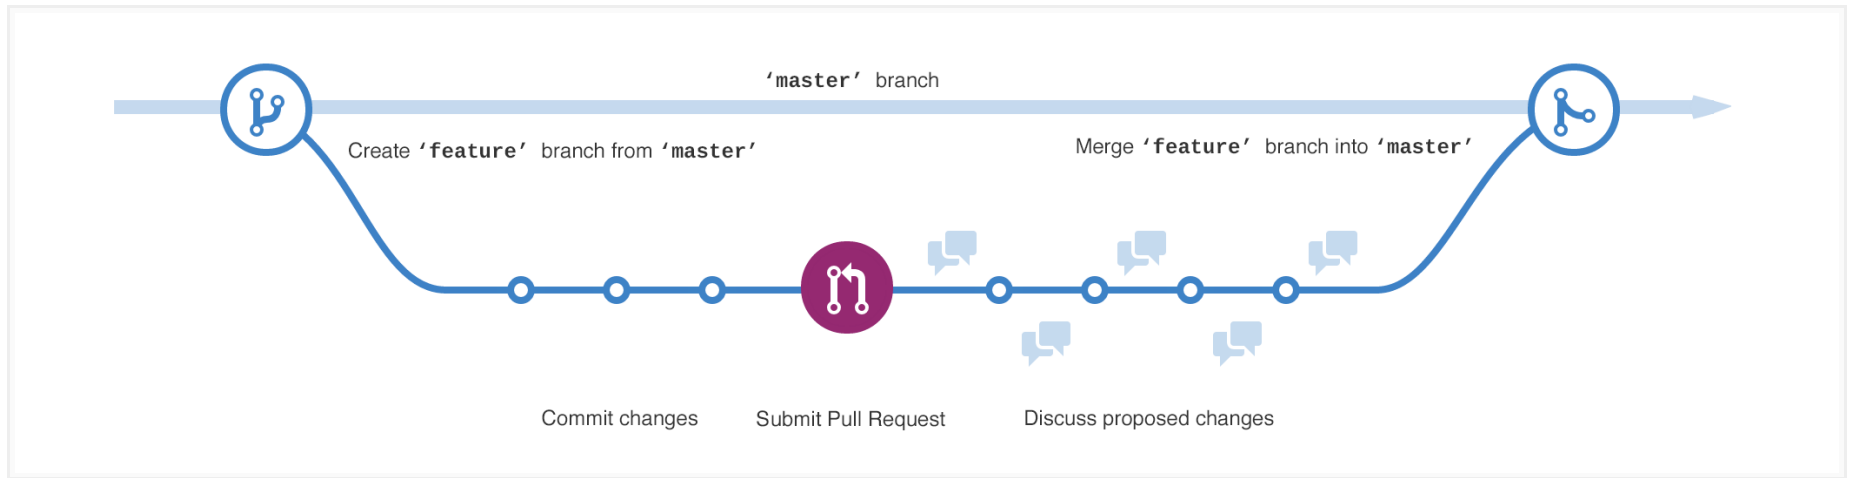 ‘master’ branch
Create ‘feature’ branch from ‘master’
Merge ‘feature’ branch into ‘master’
Commit changes
Submit Pull Request
Discuss proposed changes